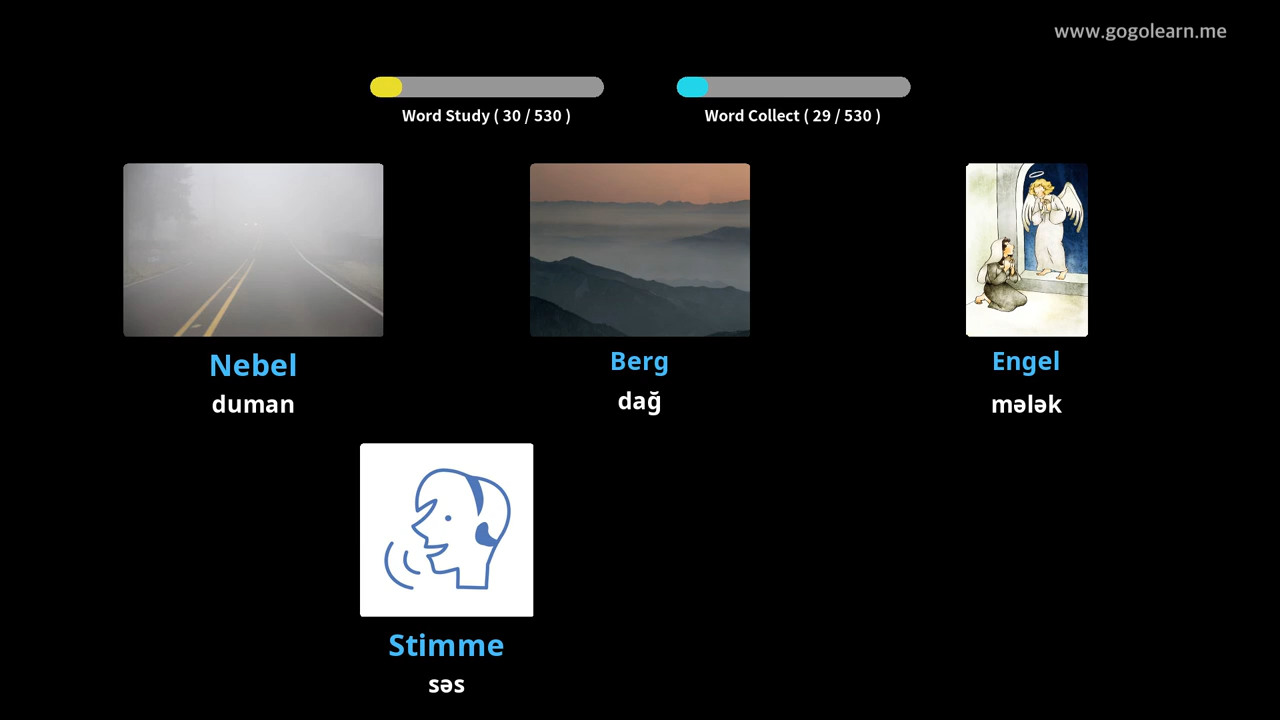 www.gogolearn.me
Word Study ( 30 / 530 )
Word Collect ( 29 / 530 )
Nebel
duman
Berg
dağ
Engel
mələk
Stimme
səs